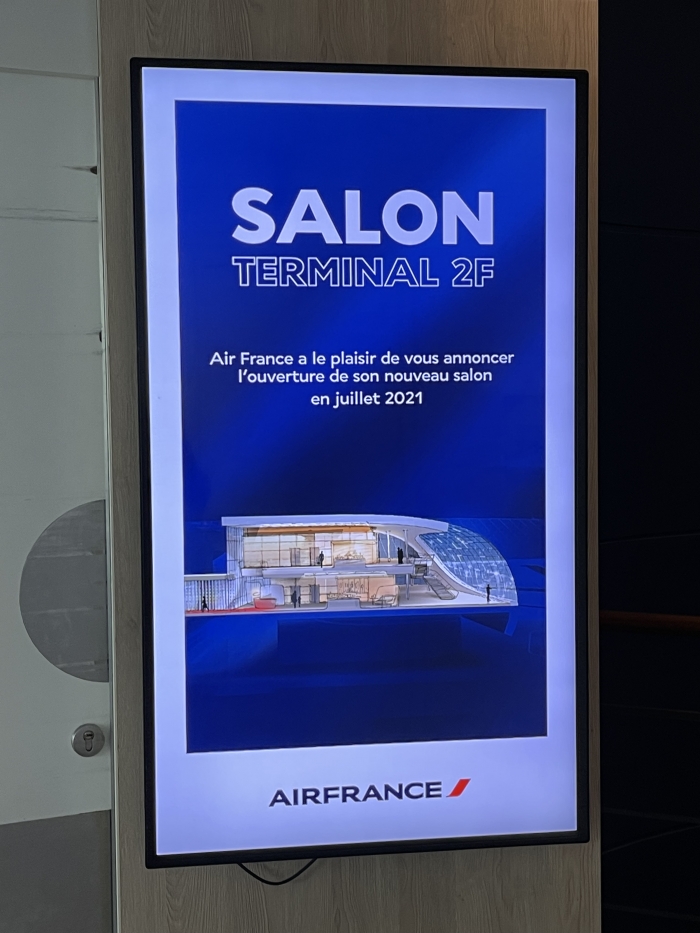 SALON
TERMINAL 2F
Air France a le plaisir de vous annoncer
l'ouverture de son nouveau salon
en juillet 2021
AIRFRANCE